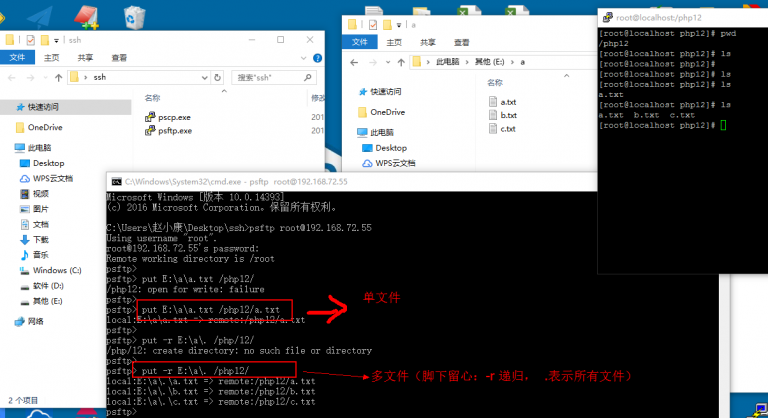 ssh
文件
主页
共享
查看
ssh
搜索"ssh"
快速访问
OneDrive
此电脑
Desktop
WPS云文档
视频
图片
文档
下载
音乐
Windows (C:)
软件 (D:)
其他 (E:)
网络
名称
修改
pscp.exe
201
psftp.exe
201
2 个项目
a
文件
主页
共享
查看
此电脑 > 其他 (E:) > a
快速访问
OneDrive
此电脑
Desktop
WPS云文档
名称
a.txt
b.txt
c.txt
root@localhost:/php12
[root@localhost php12]# pwd
/php12
[root@localhost php12]# ls
[root@localhost php12]#
[root@localhost php12]# ls
[root@localhost php12]# ls
a.txt
[root@localhost php12]# ls
a.txt b.txt c.txt
[root@localhost php12]#
C:\Windows\System32\cmd.exe - psftp root@192.168.72.55
Microsoft Windows [版本 10.0.14393]
(c) 2016 Microsoft Corporation。保留所有权利。
C:\Users\赵小康\Desktop\ssh>psftp root@192.168.72.55
Using username "root".
root@192.168.72.55's password:
Remote working directory is /root
psftp>
psftp> put E:\a\a.txt /php12/
/php12/: open for write: failure
psftp>
psftp> put E:\a\a.txt /php12/a.txt
local:E:\a\a.txt => remote:/php12/a.txt
psftp>
psftp> put -r E:\a\. /php/12/
/php/12/: create directory: no such file or directory
psftp>
psftp> put -r E:\a\. /php12/
local:E:\a\.\a.txt => remote:/php12/a.txt
local:E:\a\.\b.txt => remote:/php12/b.txt
local:E:\a\.\c.txt => remote:/php12/c.txt
psftp>
单文件
多文件（脚下留心：-r 递归， .表示所有文件）